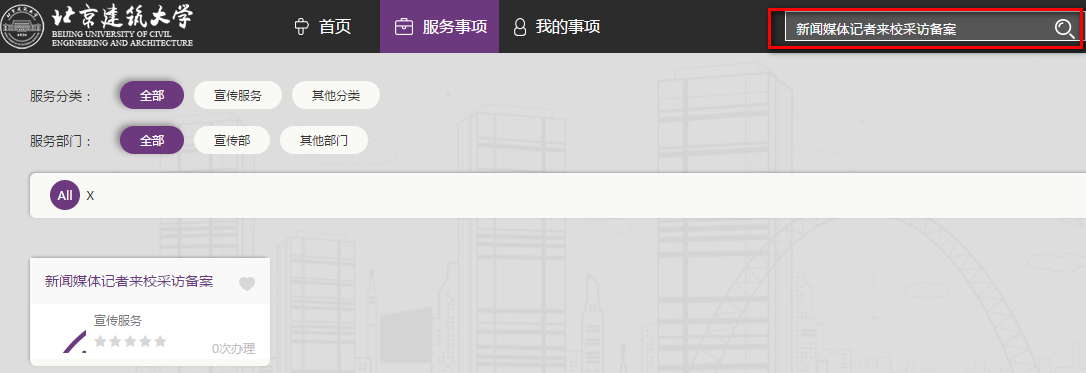 北京建筑大学
BEIJING UNIVERSITY OF CIVIL
ENGINEERING AND ARCHITECTURE
首页 服务事项 我的事项
新闻媒体记者来校采访备案
服务分类： 全部 宣传服务 其他分类
服务部门： 全部 宣传部 其他部门
All X
新闻媒体记者来校采访备案
宣传服务
0次办理